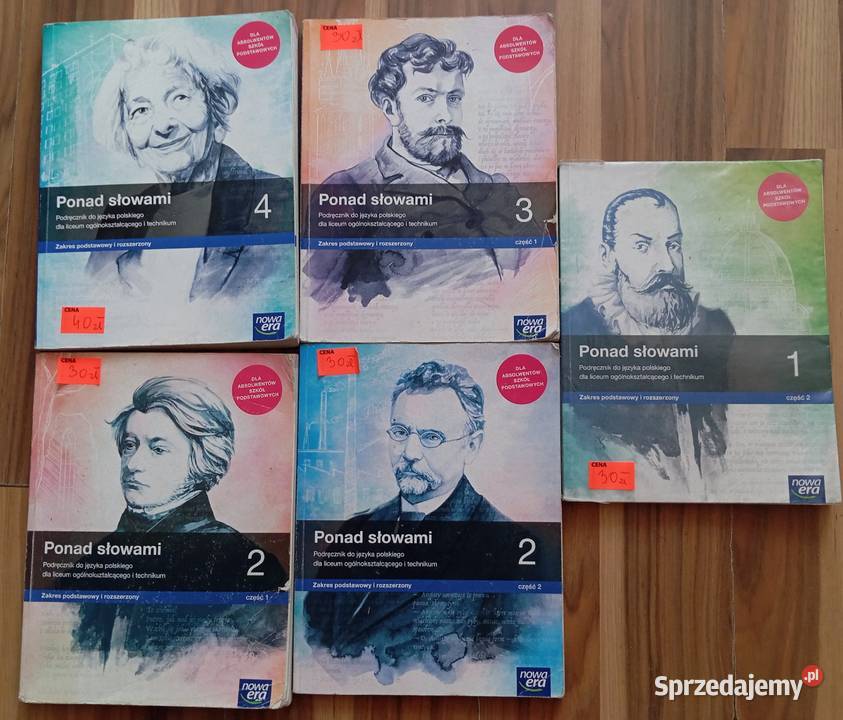 DLA
ABSOLWENTÓW
SZKÓŁ
PODSTAWOWYCH
Ponad słowami
4
Podręcznik do języka polskiego
dla liceum ogólnokształcącego i technikum
Zakres podstawowy i rozszerzony
CENA
40 zł
nowa
era
CENA
30 zł
DLA
ABSOLWENTÓW
SZKÓŁ
PODSTAWOWYCH
Ponad słowami
3
Podręcznik do języka polskiego
dla liceum ogólnokształcącego i technikum
Zakres podstawowy i rozszerzony
część 1
nowa
era
DLA
ABSOLWENTÓW
SZKÓŁ
PODSTAWOWYCH
Ponad słowami
1
Podręcznik do języka polskiego
dla liceum ogólnokształcącego i technikum
Zakres podstawowy i rozszerzony
część 2
CENA
30 zł
nowa
era
CENA
30 zł
DLA
ABSOLWENTÓW
SZKÓŁ
PODSTAWOWYCH
Ponad słowami
2
Podręcznik do języka polskiego
dla liceum ogólnokształcącego i technikum
Zakres podstawowy i rozszerzony
część 1
nowa
era
CENA
30 zł
DLA
ABSOLWENTÓW
SZKÓŁ
PODSTAWOWYCH
Ponad słowami
2
Podręcznik do języka polskiego
dla liceum ogólnokształcącego i technikum
Zakres podstawowy i rozszerzony
część 2
nowa
era
Sprzedajemy.pl